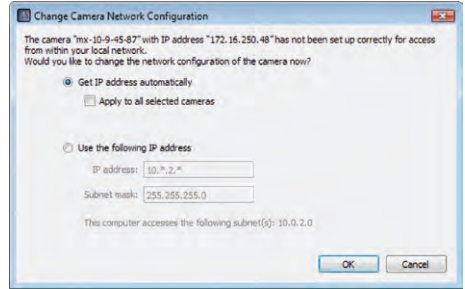 Change Camera Network Configuration
The camera "mx-10-9-45-87" with IP address "172.16.250.48" has not been set up correctly for access
from within your local network.
Would you like to change the network configuration of the camera now?
Get IP address automatically
Apply to all selected cameras
Use the following IP address
IP address: 10.*.2.*
Subnet mask: 255.255.255.0
This computer accesses the following subnet(s): 10.0.2.0
OK Cancel